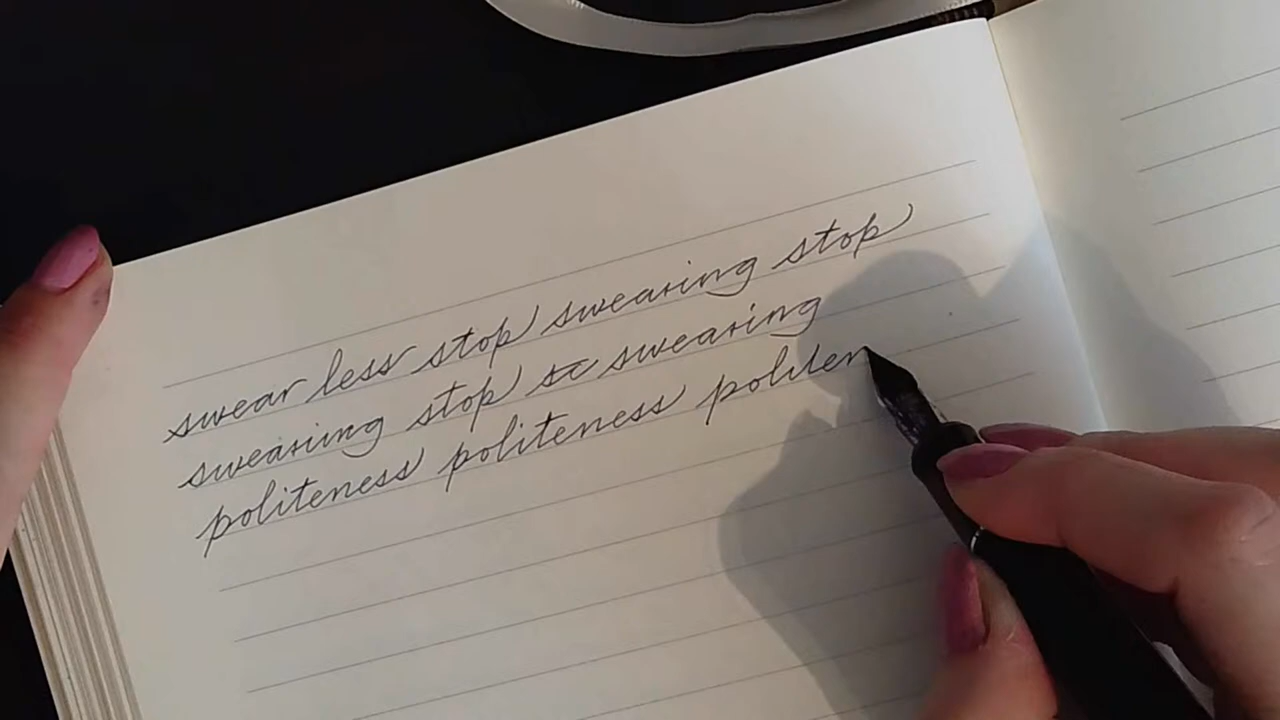 swear less stop swearing stop
swearing stop sc swearing
politeness politeness politen